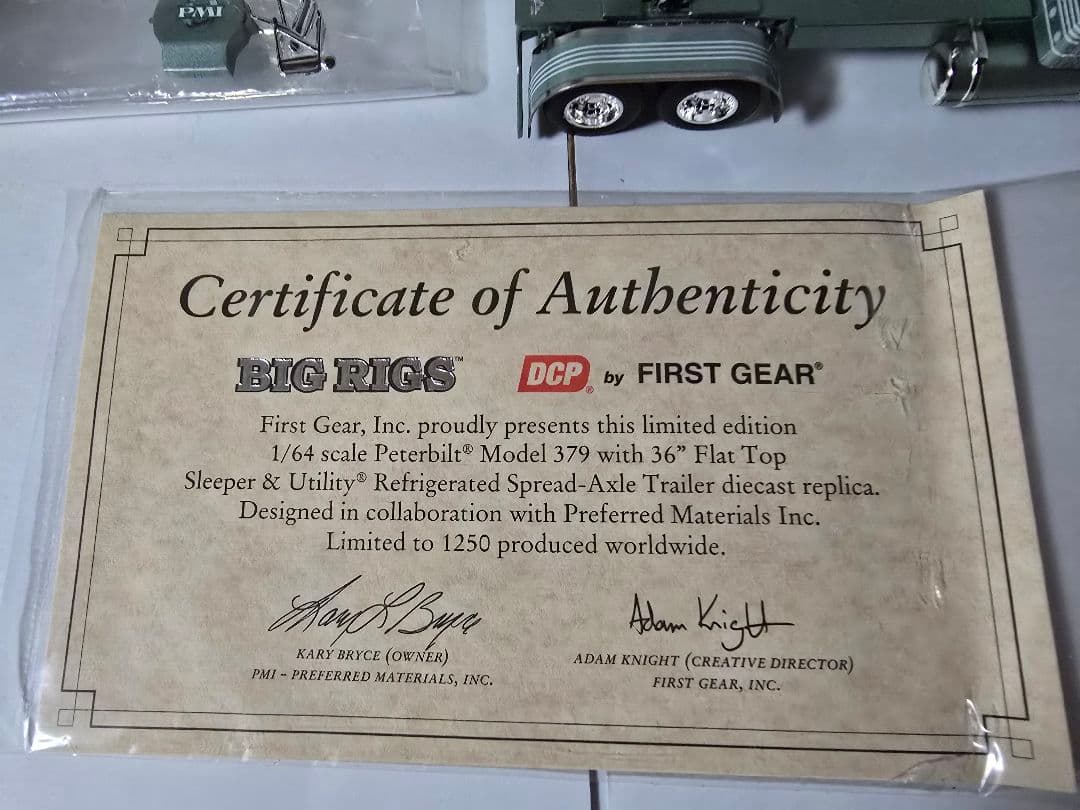 PMI
Certificate of Authenticity
BIG RIGS™ DCP® by FIRST GEAR®
First Gear, Inc. proudly presents this limited edition
1/64 scale Peterbilt® Model 379 with 36” Flat Top
Sleeper & Utility® Refrigerated Spread-Axle Trailer diecast replica.
Designed in collaboration with Preferred Materials Inc.
Limited to 1250 produced worldwide.
Kary L Bryce Adam Knight
KARY BRYCE (OWNER) ADAM KNIGHT (CREATIVE DIRECTOR)
PMI – PREFERRED MATERIALS, INC. FIRST GEAR, INC.